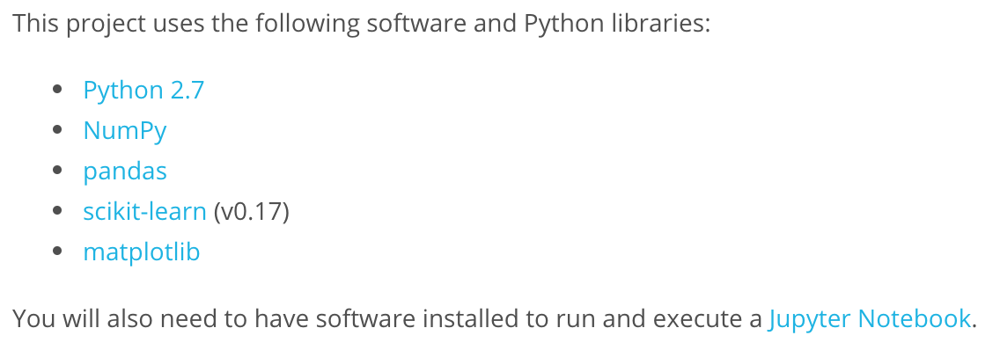 This project uses the following software and Python libraries:
Python 2.7
NumPy
pandas
scikit-learn (v0.17)
matplotlib
You will also need to have software installed to run and execute a Jupyter Notebook.